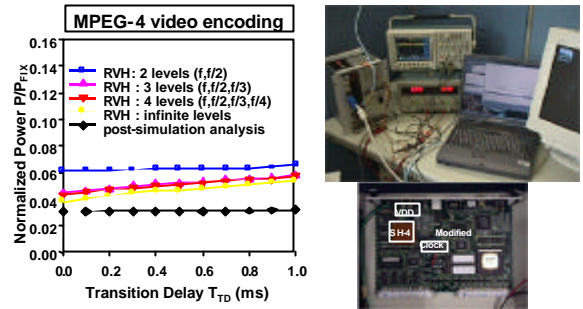 MPEG-4 video encoding
Normalized Power P/PFIX
0.16
0.14
0.12
0.10
0.08
0.06
0.04
0.02
0.00
RVH: 2 levels (f,f/2)
RVH : 3 levels (f,f/2,f/3)
RVH : 4 levels (f,f/2,f/3,f/4)
RVH : infinite levels
post-simulation analysis
0.0 0.2 0.4 0.6 0.8 1.0
Transition Delay TTD (ms)
VDD
SH-4
Modified
Clock